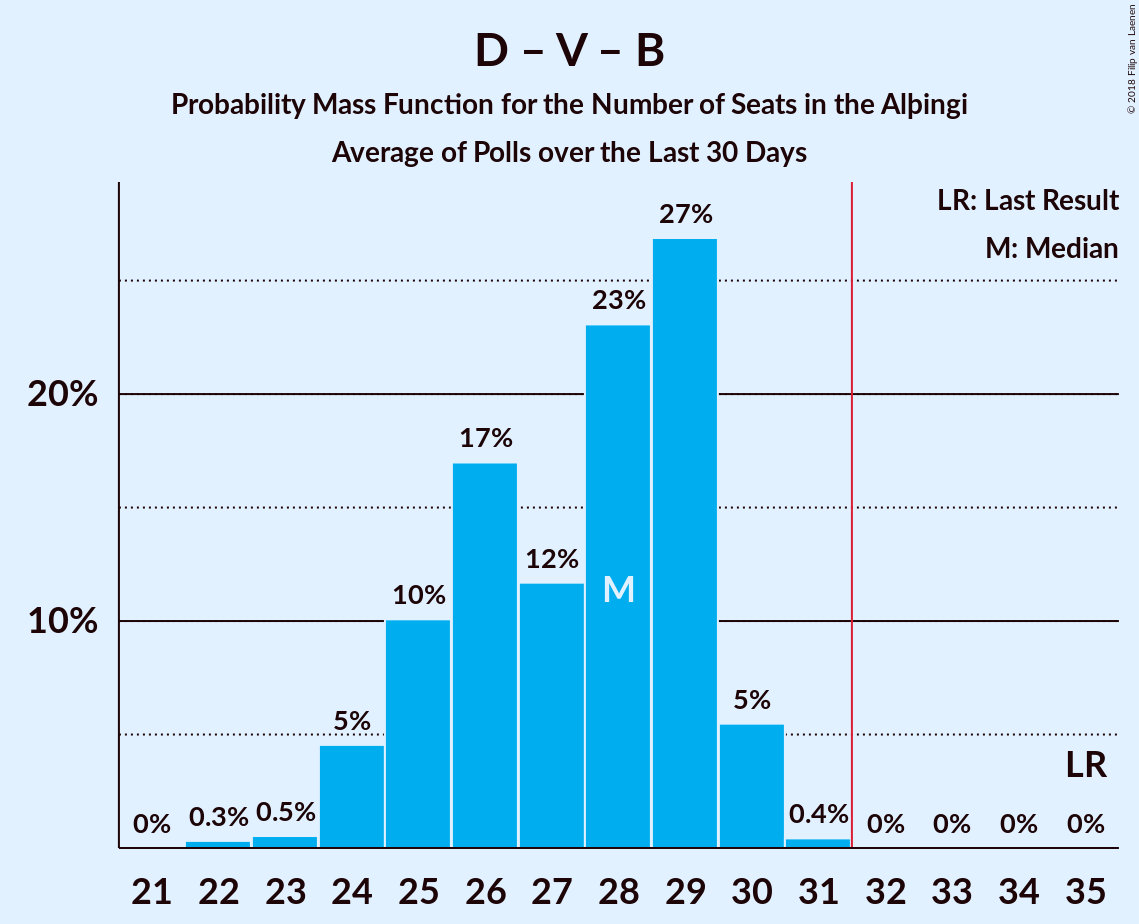 D – V – B
Probability Mass Function for the Number of Seats in the Alþingi
Average of Polls over the Last 30 Days
© 2018 Filip van Laenen
LR: Last Result
M: Median
27%
23%
20%
17%
12%
M
10%
10%
5%
5%
LR
0%
0.3%
0.5%
0.4%
0%
0%
0%
0%
21 22 23 24 25 26 27 28 29 30 31 32 33 34 35